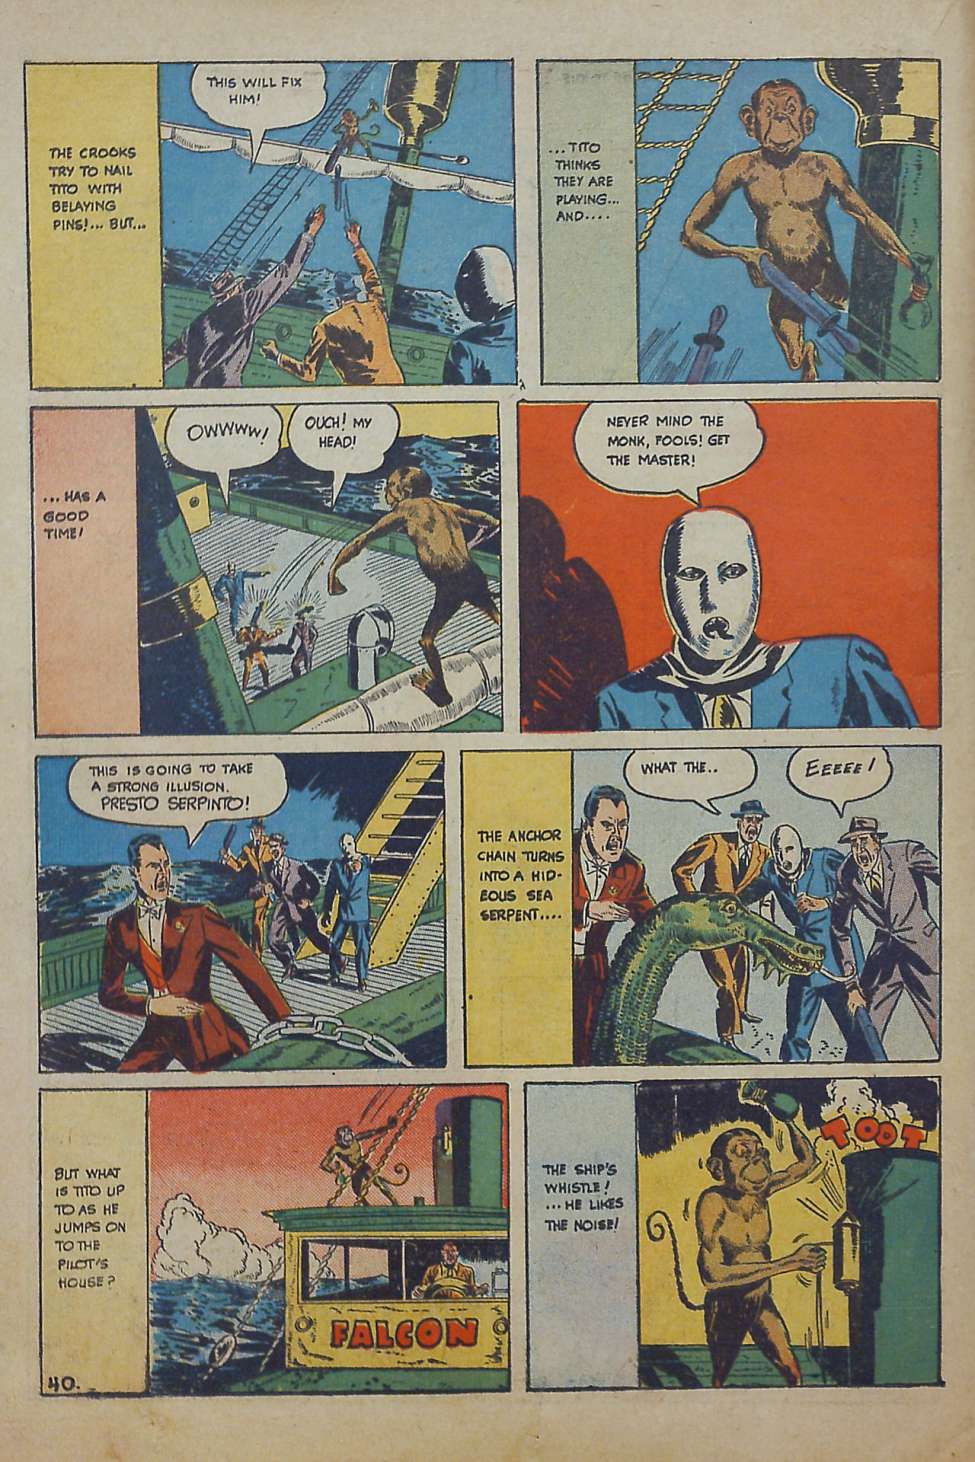 THE CROOKS
TRY TO NAIL
TITO WITH
BELAYING
PINS!... BUT...
THIS WILL FIX
HIM!
...TITO
THINKS
THEY ARE
PLAYING...
AND....
...HAS A
GOOD
TIME!
OWWWW!
OUCH! MY
HEAD!
NEVER MIND THE
MONK, FOOLS! GET
THE MASTER!
THIS IS GOING TO TAKE
A STRONG ILLUSION.
PRESTO SERPINTO!
THE ANCHOR
CHAIN TURNS
INTO A HID-
EOUS SEA
SERPENT....
WHAT THE..
EEEEE!
BUT WHAT
IS TITO UP
TO AS HE
JUMPS ON
TO THE
PILOT'S
HOUSE?
FALCON
THE SHIP'S
WHISTLE!
...HE LIKES
THE NOISE!
TOOT
40.